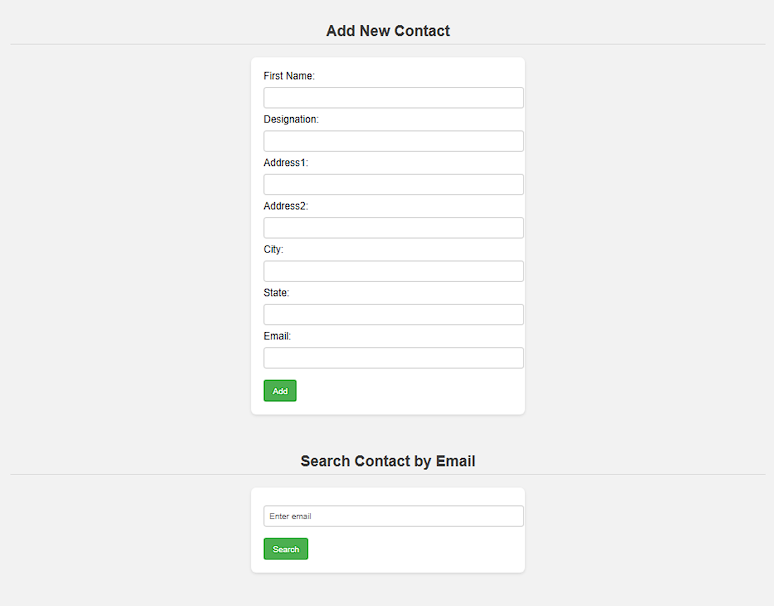 Add New Contact
First Name:
Designation:
Address1:
Address2:
City:
State:
Email:
Add
Search Contact by Email
Enter email
Search